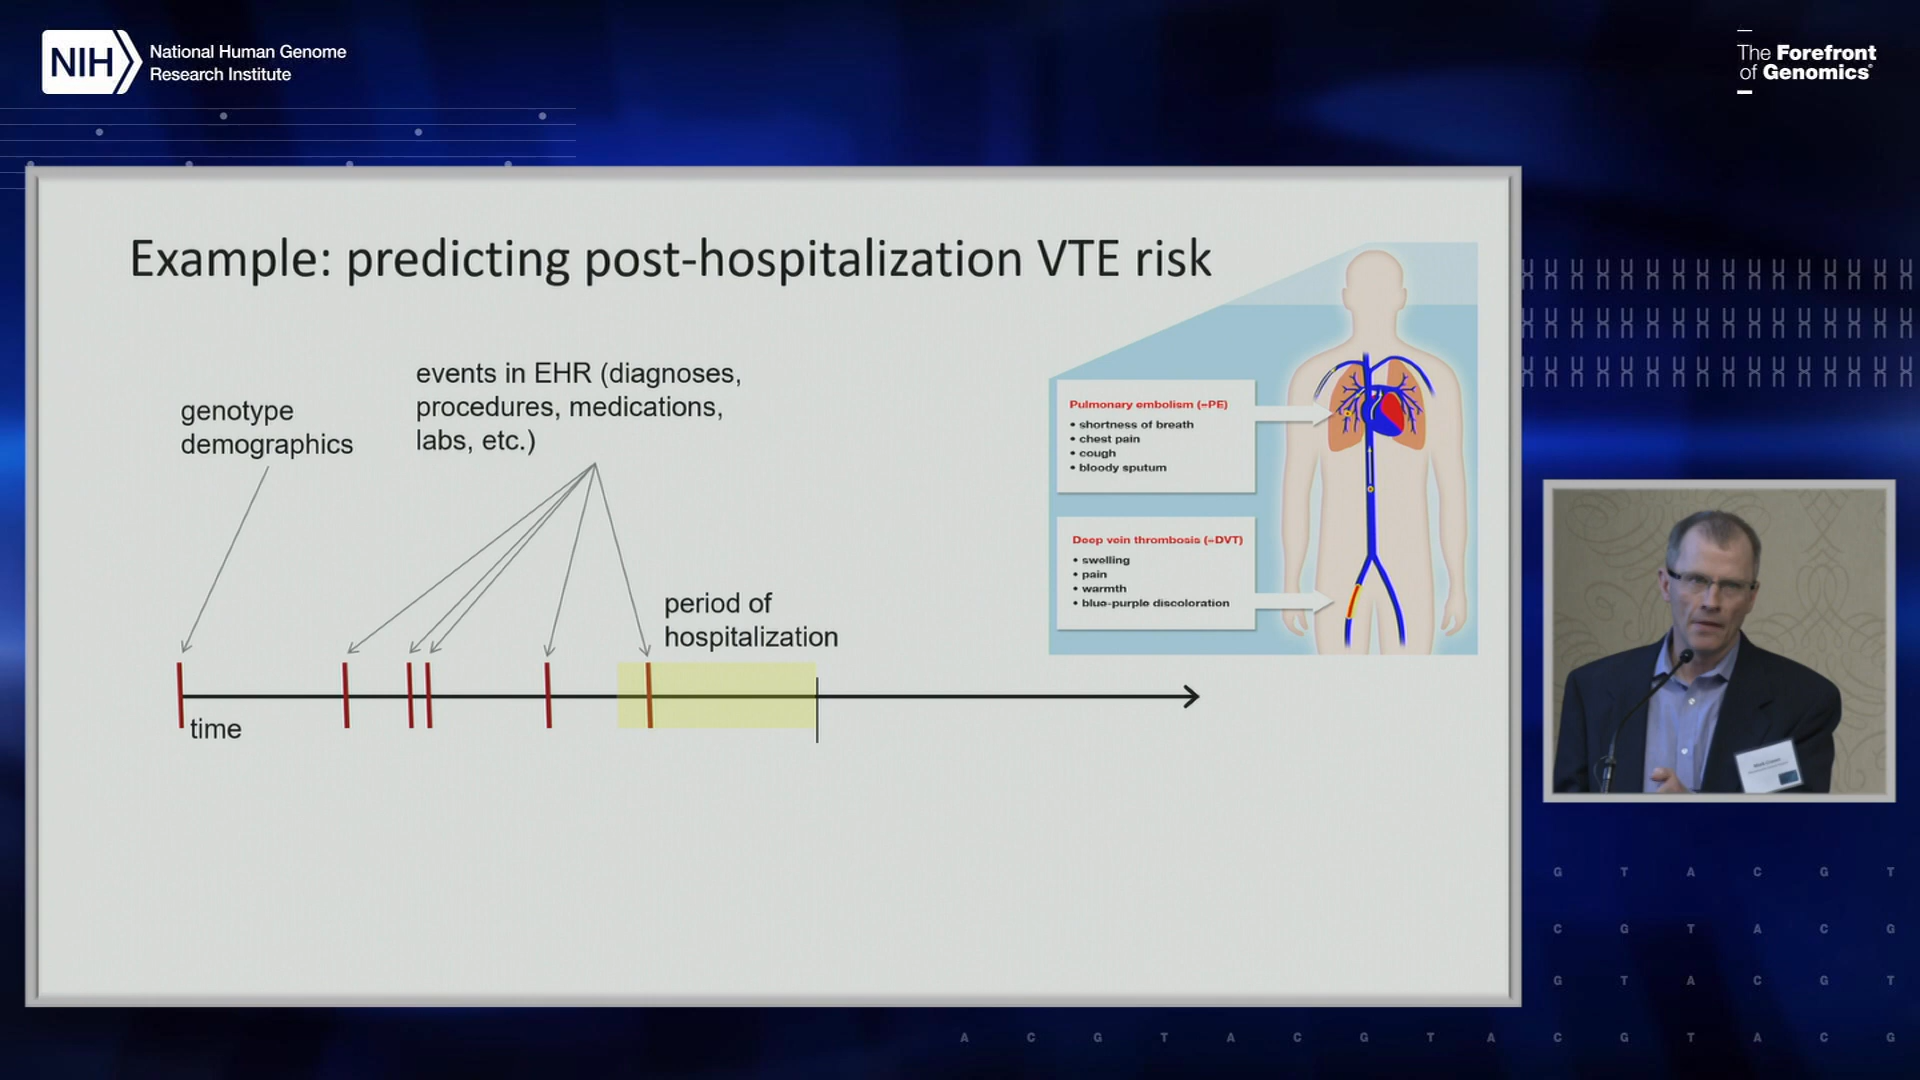 NIH
National Human Genome
Research Institute
The Forefront
of Genomics®
Example: predicting post-hospitalization VTE risk
genotype
demographics
events in EHR (diagnoses,
procedures, medications,
labs, etc.)
period of
hospitalization
time
Pulmonary embolism (=PE)
• shortness of breath
• chest pain
• cough
• bloody sputum
Deep vein thrombosis (=DVT)
• swelling
• pain
• warmth
• blue-purple discoloration
G T A C G T
C G T A C G
G T A C G T
A C G T A C G T A C G T A C G